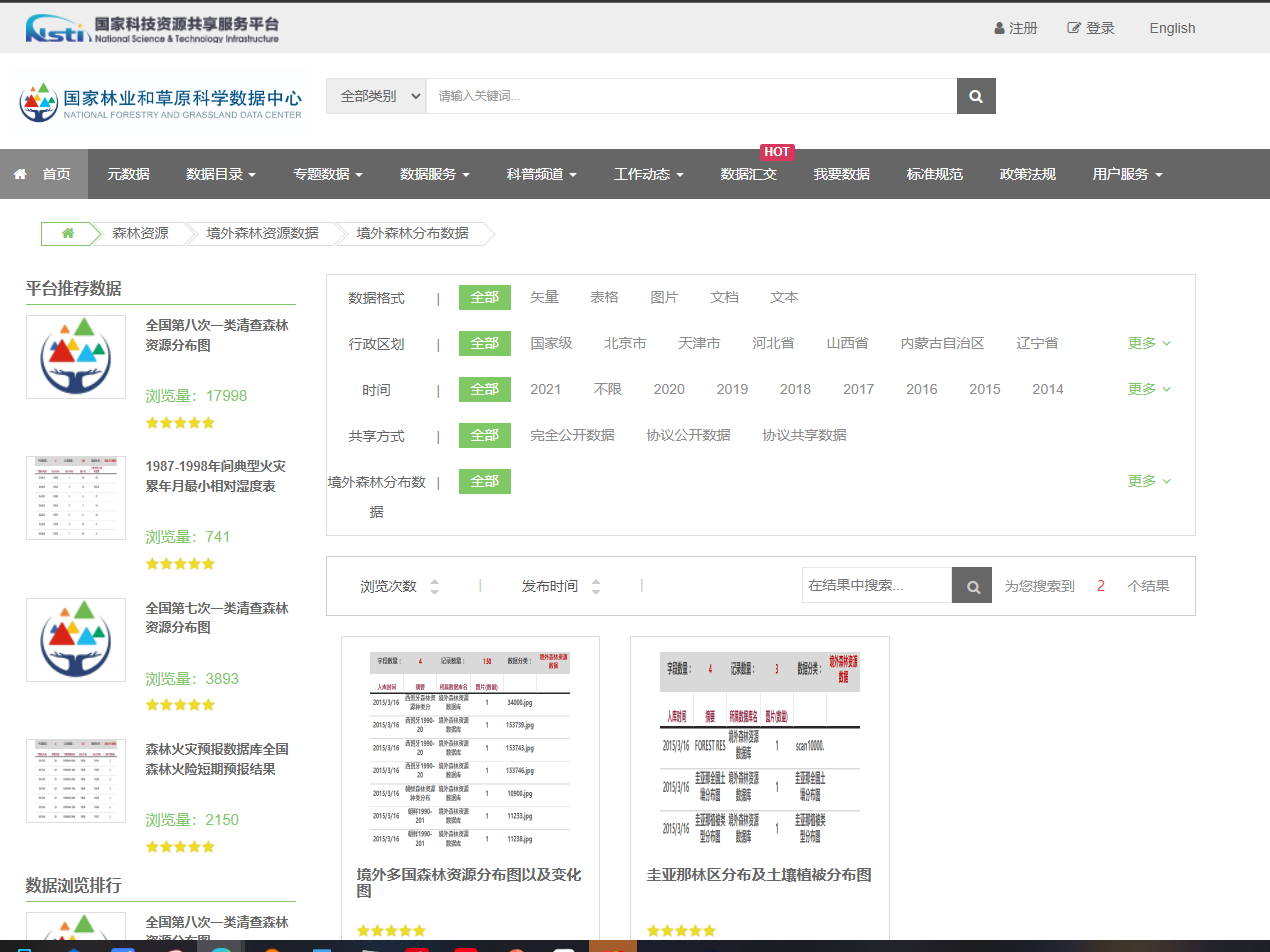 Nsti 国家科技资源共享服务平台
National Science & Technology Infrastructure
注册 登录 English
国家林业和草原科学数据中心
NATIONAL FORESTRY AND GRASSLAND DATA CENTER
全部类别 请输入关键词...
HOT
首页 元数据 数据目录 专题数据 数据服务 科普频道 工作动态 数据汇交 我要数据 标准规范 政策法规 用户服务
森林资源 境外森林资源数据 境外森林分布数据
平台推荐数据
全国第八次一类清查森林
资源分布图
浏览量：17998
1987-1998年间典型火灾
累年月最小相对湿度表
浏览量：741
全国第七次一类清查森林
资源分布图
浏览量：3893
森林火灾预报数据库全国
森林火险短期预报结果
浏览量：2150
数据浏览排行
全国第八次一类清查森林
资源分布图
数据格式 | 全部 矢量 表格 图片 文档 文本
行政区划 | 全部 国家级 北京市 天津市 河北省 山西省 内蒙古自治区 辽宁省 更多
时间 | 全部 2021 不限 2020 2019 2018 2017 2016 2015 2014 更多
共享方式 | 全部 完全公开数据 协议公开数据 协议共享数据
境外森林分布数 | 全部 更多
据
浏览次数 | 发布时间 | 在结果中搜索... 为您搜索到 2 个结果
字段数量： 4 记录数量： 130 数据分类： 境外森林资源
数据
入库时间 摘要 所属数据库名 图片(数量)
2015/3/16 西班牙森林资源种类分 境外森林资源数据库 1 34000.jpg
2015/3/16 西班牙1990-20 境外森林资源数据库 1 153739.jpg
2015/3/16 西班牙1990-20 境外森林资源数据库 1 153743.jpg
2015/3/16 西班牙1990-20 境外森林资源数据库 1 153746.jpg
2015/3/16 朝鲜森林资源种类分布 境外森林资源数据库 1 10900.jpg
2015/3/16 朝鲜1990-201 境外森林资源数据库 1 11233.jpg
2015/3/16 朝鲜1990-201 境外森林资源数据库 1 11238.jpg
境外多国森林资源分布图以及变化
图
字段数量： 4 记录数量： 3 数据分类： 境外森林资源
数据
入库时间 摘要 所属数据库名 图片(数量)
2015/3/16 FOREST RES 境外森林资源数据库 1 scan10000.
2015/3/16 圭亚那全国土壤分布图 境外森林资源数据库 1 圭亚那全国土壤分布图
2015/3/16 圭亚那植被类型分布图 境外森林资源数据库 1 圭亚那植被类型分布图
圭亚那林区分布及土壤植被分布图